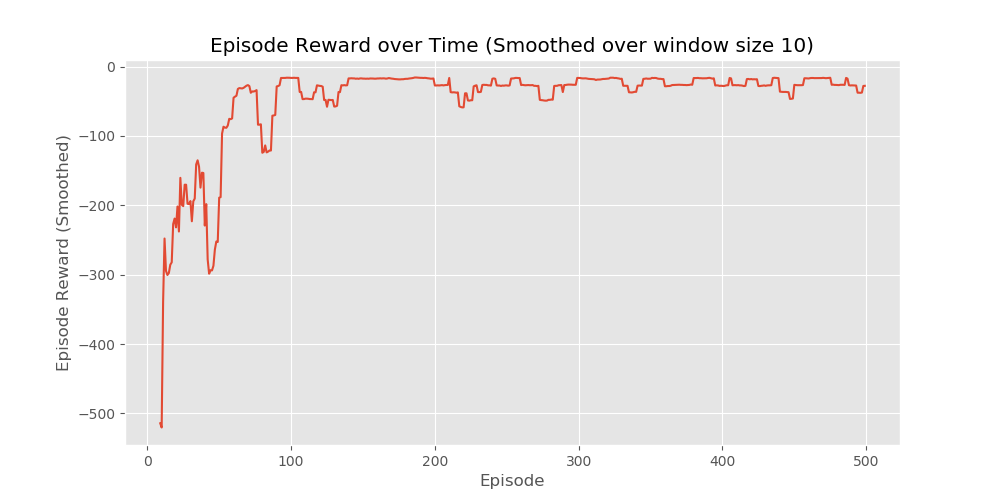 Episode Reward over Time (Smoothed over window size 10)
0
−100
−200
−300
−400
−500
Episode Reward (Smoothed)
0 100 200 300 400 500
Episode